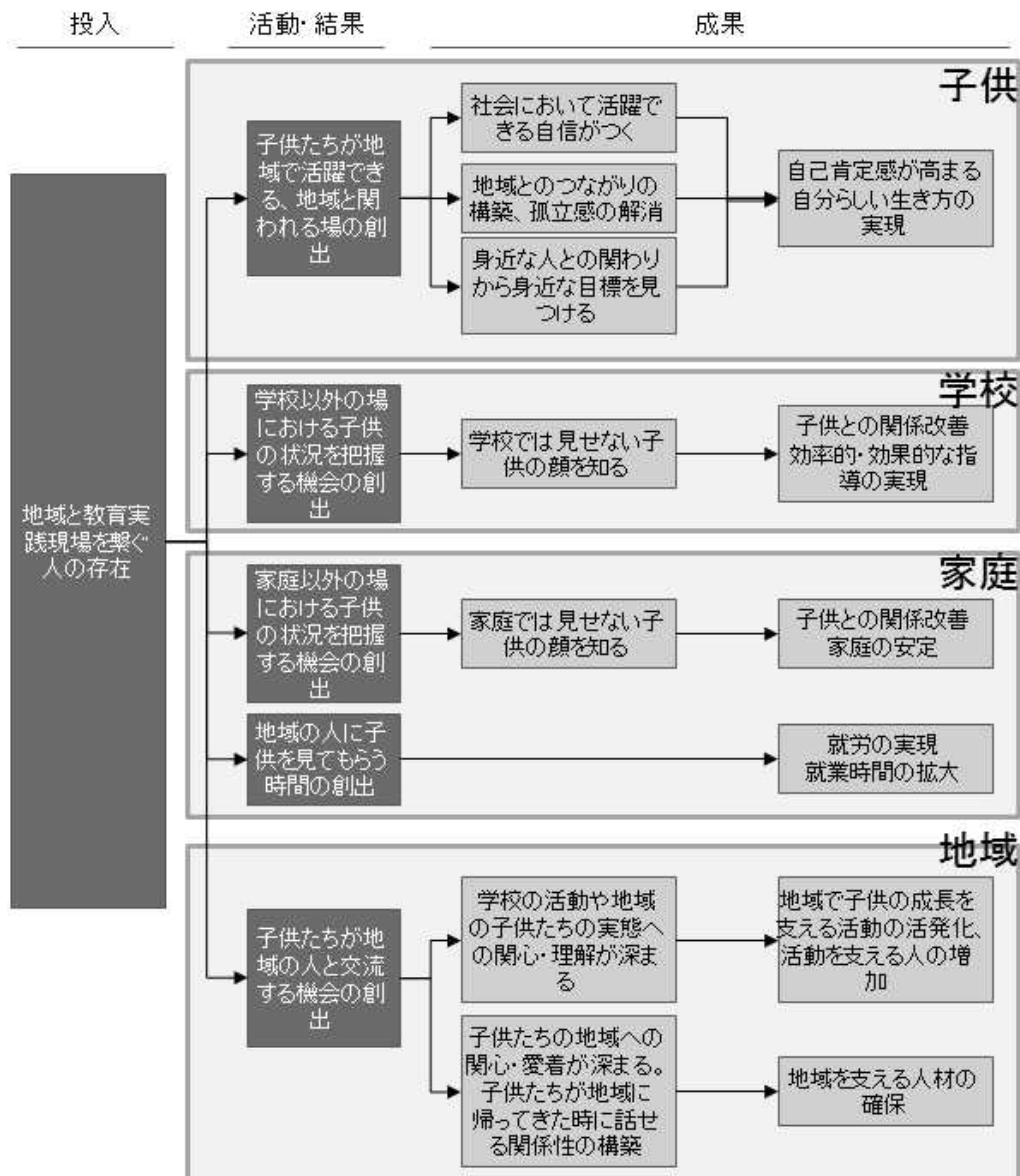 投入
活動・結果
成果
地域と教育実
践現場を繋ぐ
人の存在
子供
子供たちが地
域で活躍でき
る、地域と関
われる場の創
出
社会において活躍で
きる自信がつく
地域とのつながりの
構築、孤立感の解消
身近な人との関わり
から身近な目標を見
つける
自己肯定感が高まる
自分らしい生き方の
実現
学校
学校以外の場
における子供
の状況を把握
する機会の創
出
学校では見せない子
供の顔を知る
子供との関係改善
効率的・効果的な指
導の実現
家庭
家庭以外の場
における子供
の状況を把握
する機会の創
出
家庭では見せない子
供の顔を知る
子供との関係改善
家庭の安定
地域の人に子
供を見てもらう
時間の創出
就労の実現
就業時間の拡大
地域
子供たちが地
域の人と交流
する機会の創
出
学校の活動や地域
の子供たちの実態へ
の関心・理解が深ま
る
地域で子供の成長を
支える活動の活発化、
活動を支える人の増
加
子供たちの地域への
関心・愛着が深まる。
子供たちが地域に
帰ってきた時に話せ
る関係性の構築
地域を支える人材の
確保